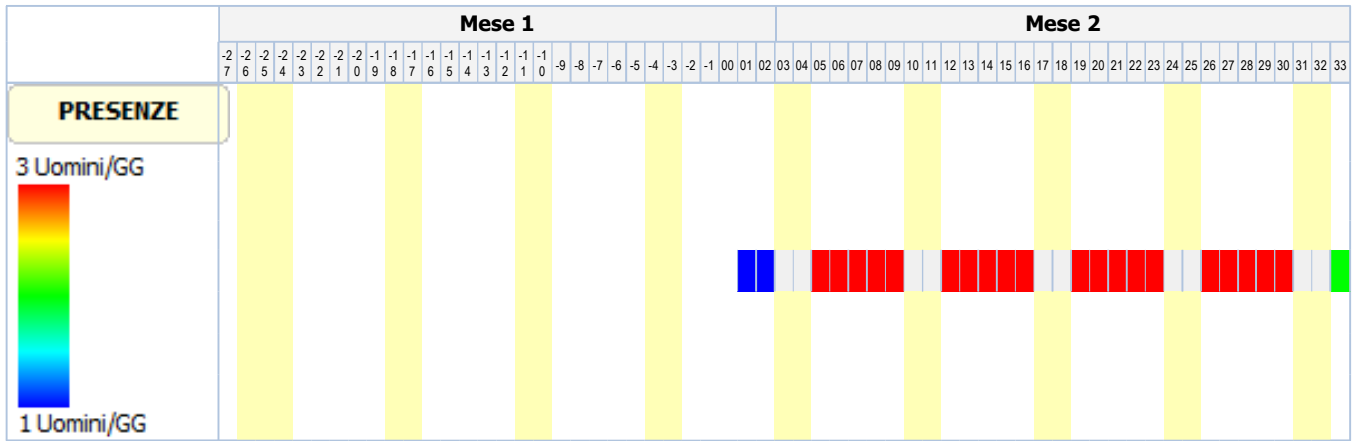 Mese 1 Mese 2
-27 -26 -25 -24 -23 -22 -21 -20 -19 -18 -17 -16 -15 -14 -13 -12 -11 -10 -9 -8 -7 -6 -5 -4 -3 -2 -1 00 01 02 03 04 05 06 07 08 09 10 11 12 13 14 15 16 17 18 19 20 21 22 23 24 25 26 27 28 29 30 31 32 33
PRESENZE
3 Uomini/GG
1 Uomini/GG